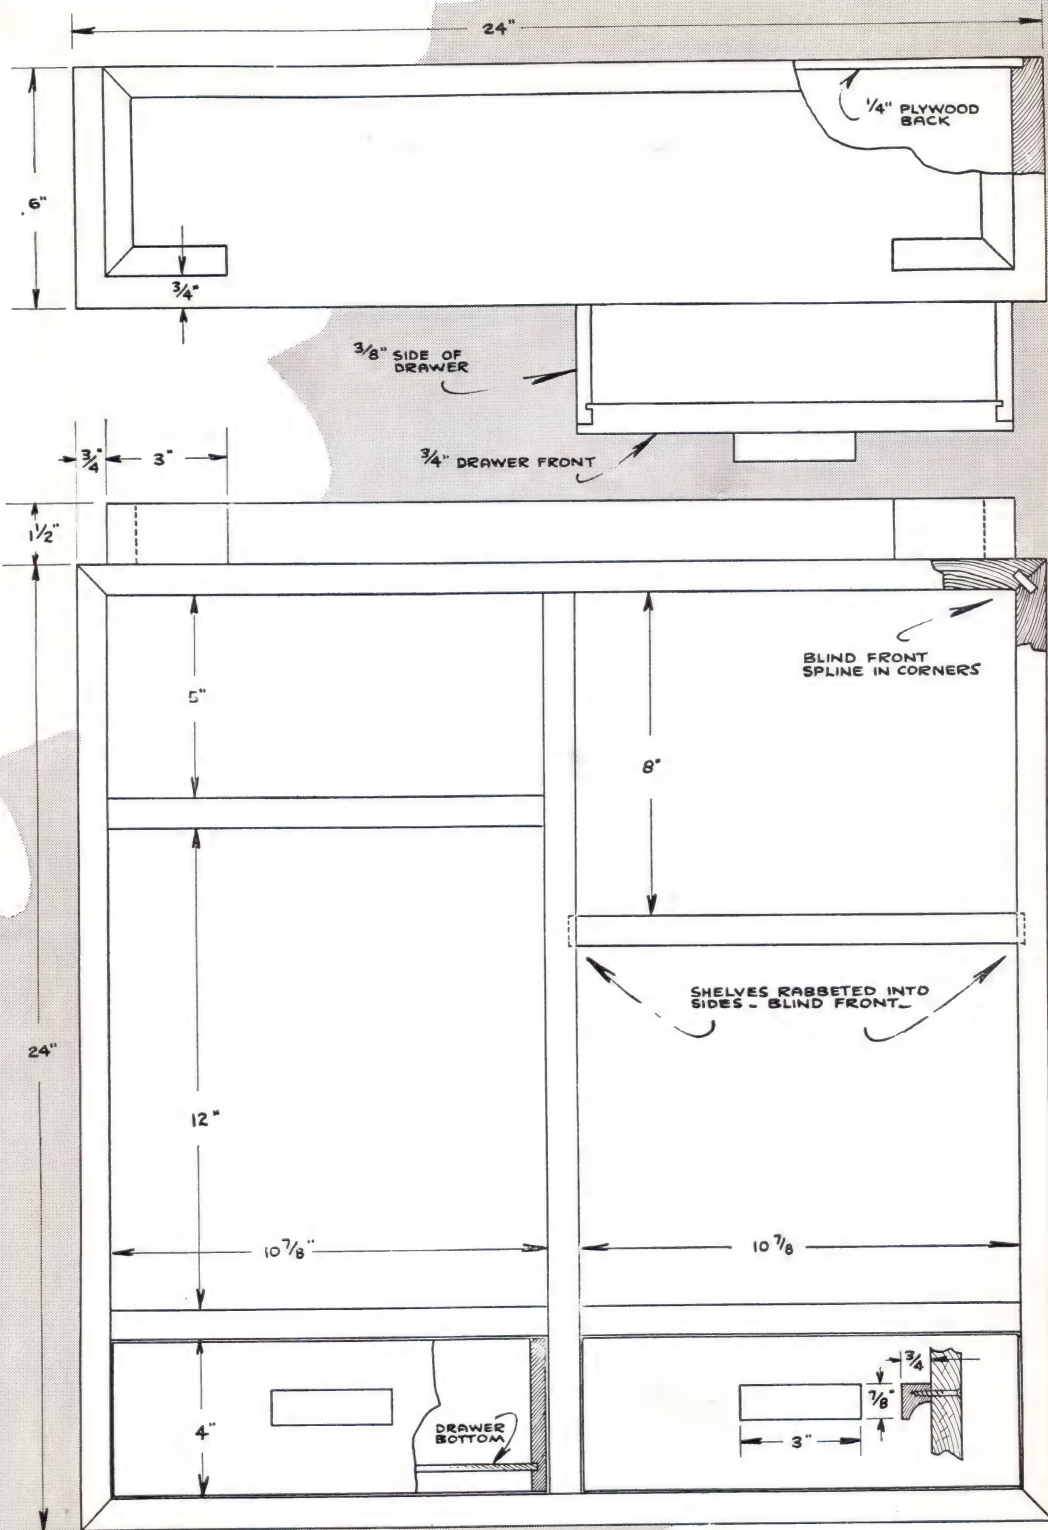 24"
1/4" PLYWOOD
BACK
6"
3/4"
3/8" SIDE OF
DRAWER
3/4" DRAWER FRONT
3/4"
3"
1 1/2"
BLIND FRONT
SPLINE IN CORNERS
5"
8"
SHELVES RABBETED INTO
SIDES - BLIND FRONT -
24"
12"
10 7/8"
10 7/8
4"
DRAWER
BOTTOM
3/4
7/8"
3"